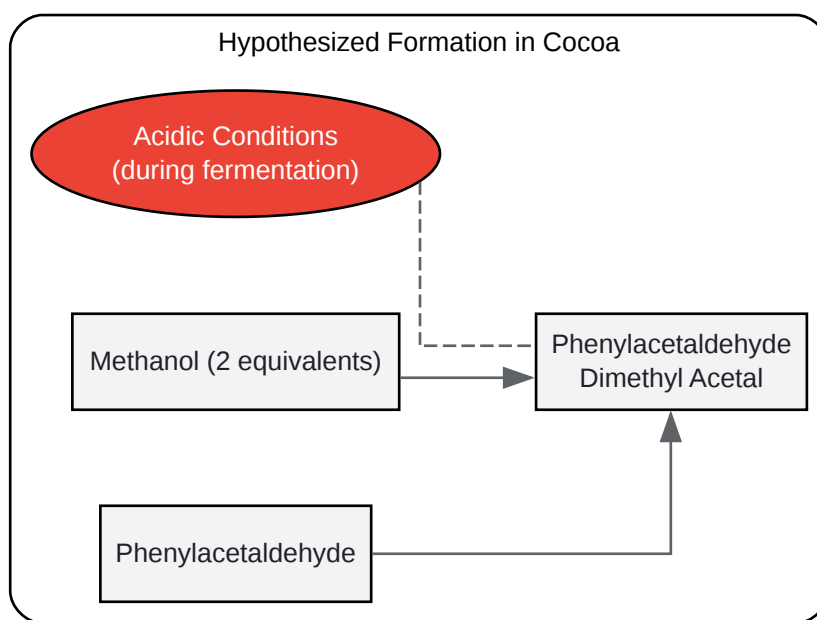 Hypothesized Formation in Cocoa
Acidic Conditions
(during fermentation)
Methanol (2 equivalents)
Phenylacetaldehyde
Dimethyl Acetal
Phenylacetaldehyde